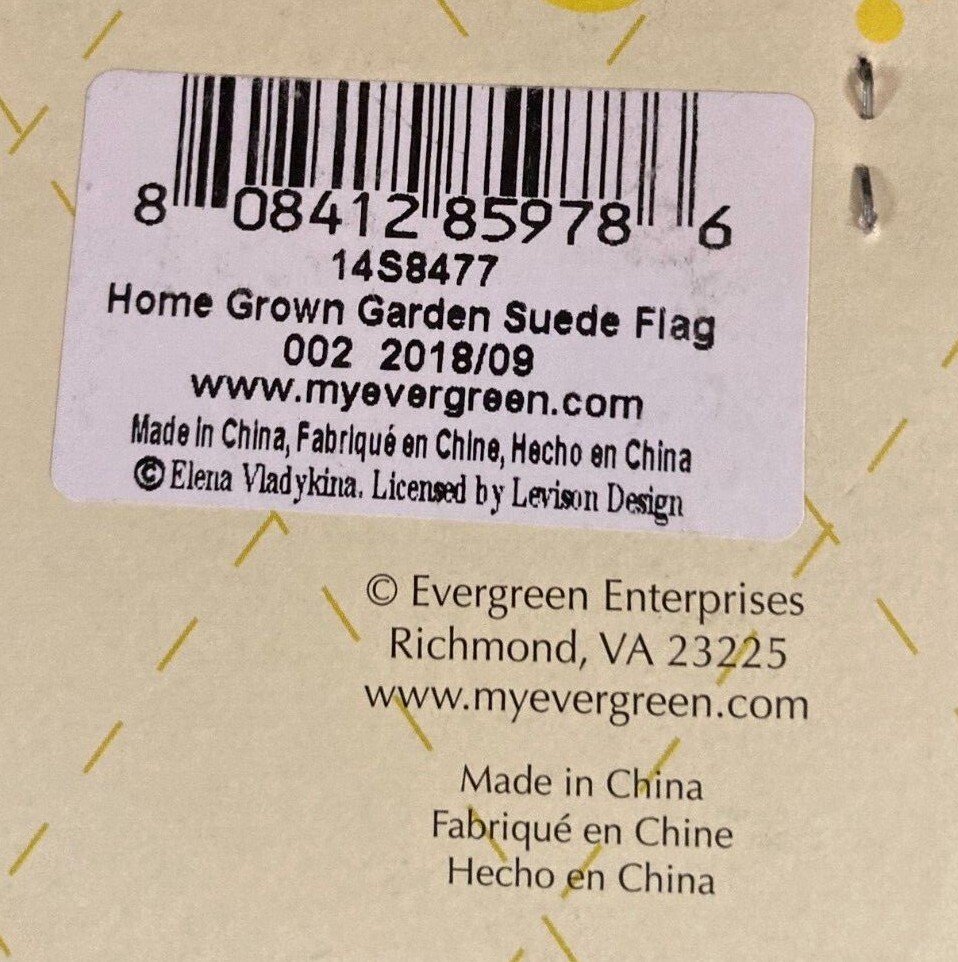 8 08412 85978 6
14S8477
Home Grown Garden Suede Flag
002 2018/09
www.myevergreen.com
Made in China, Fabriqué en Chine, Hecho en China
© Elena Vladykina. Licensed by Levison Design
© Evergreen Enterprises
Richmond, VA 23225
www.myevergreen.com
Made in China
Fabriqué en Chine
Hecho en China